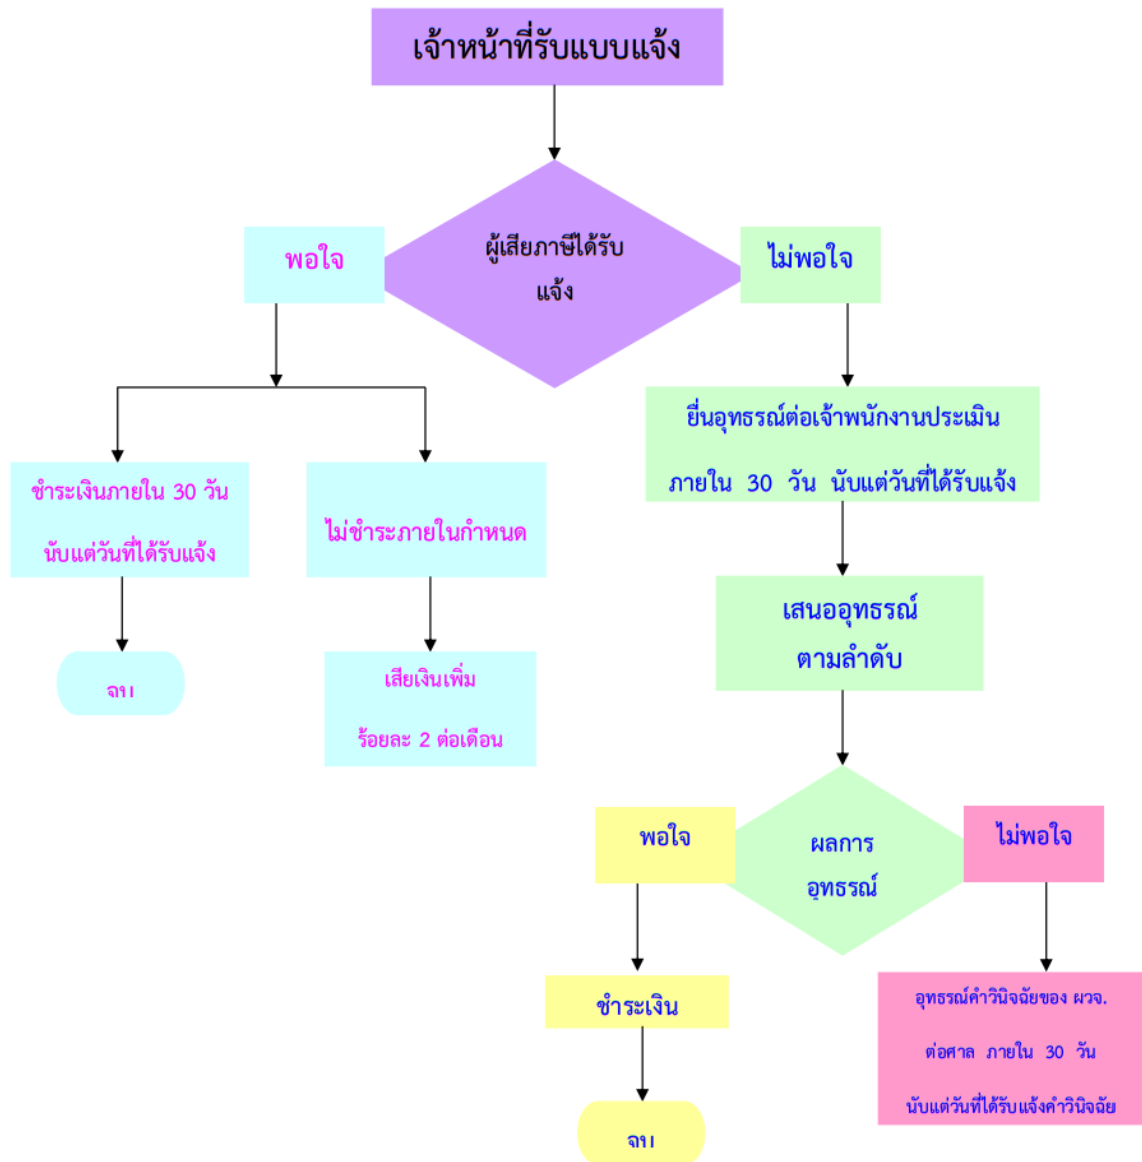 เจ้าหน้าที่รับแบบแจ้ง
ผู้เสียภาษีได้รับ
แจ้ง
พอใจ
ไม่พอใจ
ชำระเงินภายใน 30 วัน
นับแต่วันที่ได้รับแจ้ง
ไม่ชำระภายในกำหนด
ยื่นอุทธรณ์ต่อเจ้าพนักงานประเมิน
ภายใน 30 วัน นับแต่วันที่ได้รับแจ้ง
จบ
เสียเงินเพิ่ม
ร้อยละ 2 ต่อเดือน
เสนออุทธรณ์
ตามลำดับ
ผลการ
อุทธรณ์
พอใจ
ไม่พอใจ
ชำระเงิน
จบ
อุทธรณ์คำวินิจฉัยของ ผวจ.
ต่อศาล ภายใน 30 วัน
นับแต่วันที่ได้รับแจ้งคำวินิจฉัย